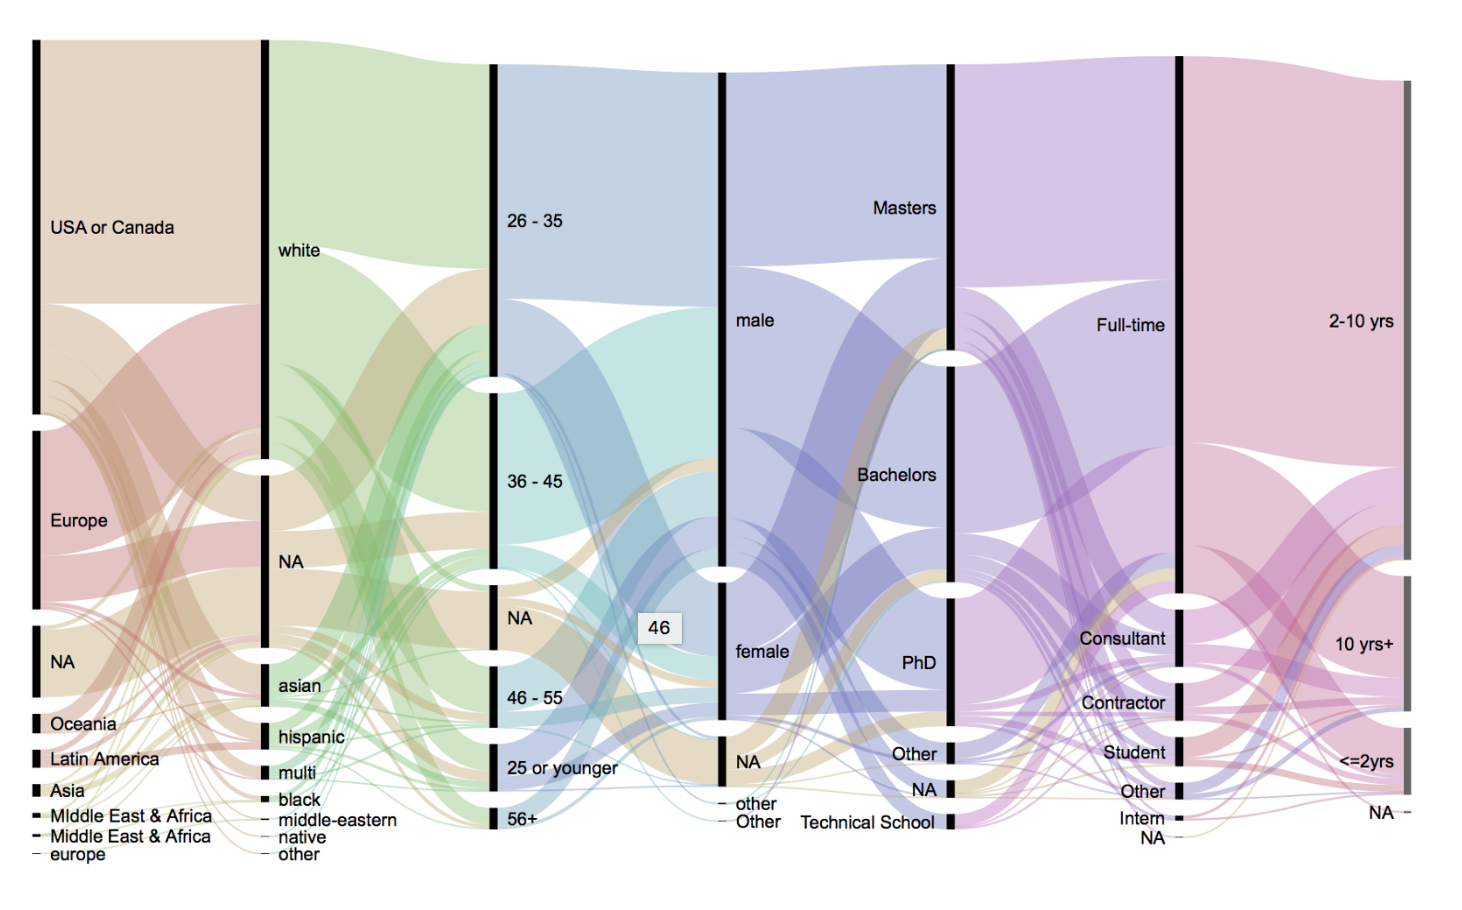 USA or Canada
Europe
NA
Oceania
Latin America
Asia
MIddle East & Africa
Middle East & Africa
europe
white
NA
asian
hispanic
multi
black
middle-eastern
native
other
26 - 35
36 - 45
NA
46 - 55
25 or younger
56+
46
male
female
NA
other
Other
Masters
Bachelors
PhD
Other
NA
Technical School
Full-time
Consultant
Contractor
Student
Other
Intern
NA
2-10 yrs
10 yrs+
<=2yrs
NA